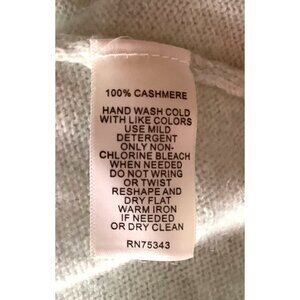 100% CASHMERE
HAND WASH COLD
WITH LIKE COLORS
USE MILD
DETERGENT
ONLY NON-
CHLORINE BLEACH
WHEN NEEDED
DO NOT WRING
OR TWIST
RESHAPE AND
DRY FLAT
WARM IRON
IF NEEDED
OR DRY CLEAN
RN75343